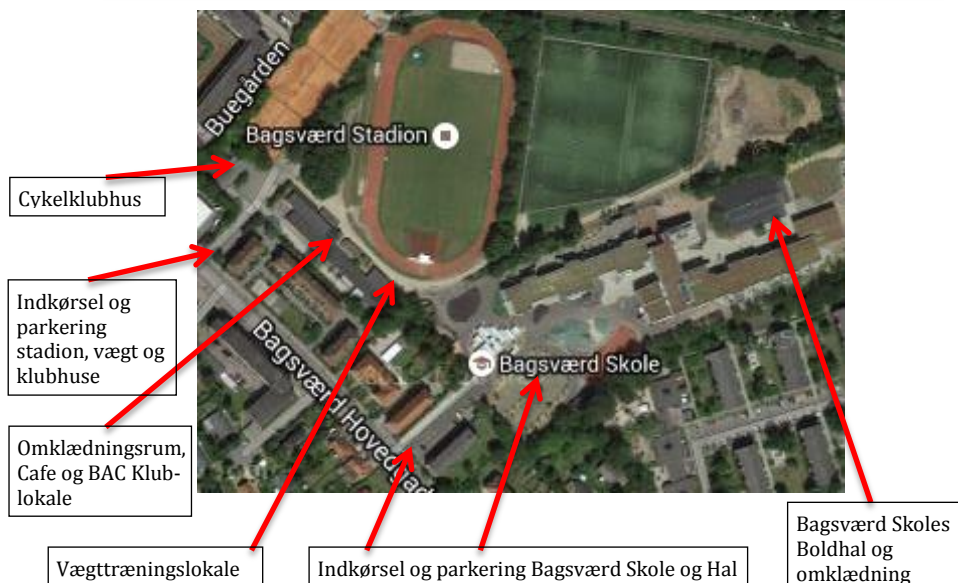 Buegården
Bagsværd Stadion
Cykelklubhus
Indkørsel og
parkering
stadion, vægt og
klubhuse
Bagsværd Hovedgad
Bagsværd Skole
Omklædningsrum,
Cafe og BAC Klub-
lokale
Vægttræningslokale
Indkørsel og parkering Bagsværd Skole og Hal
Bagsværd Skoles
Boldhal og
omklædning